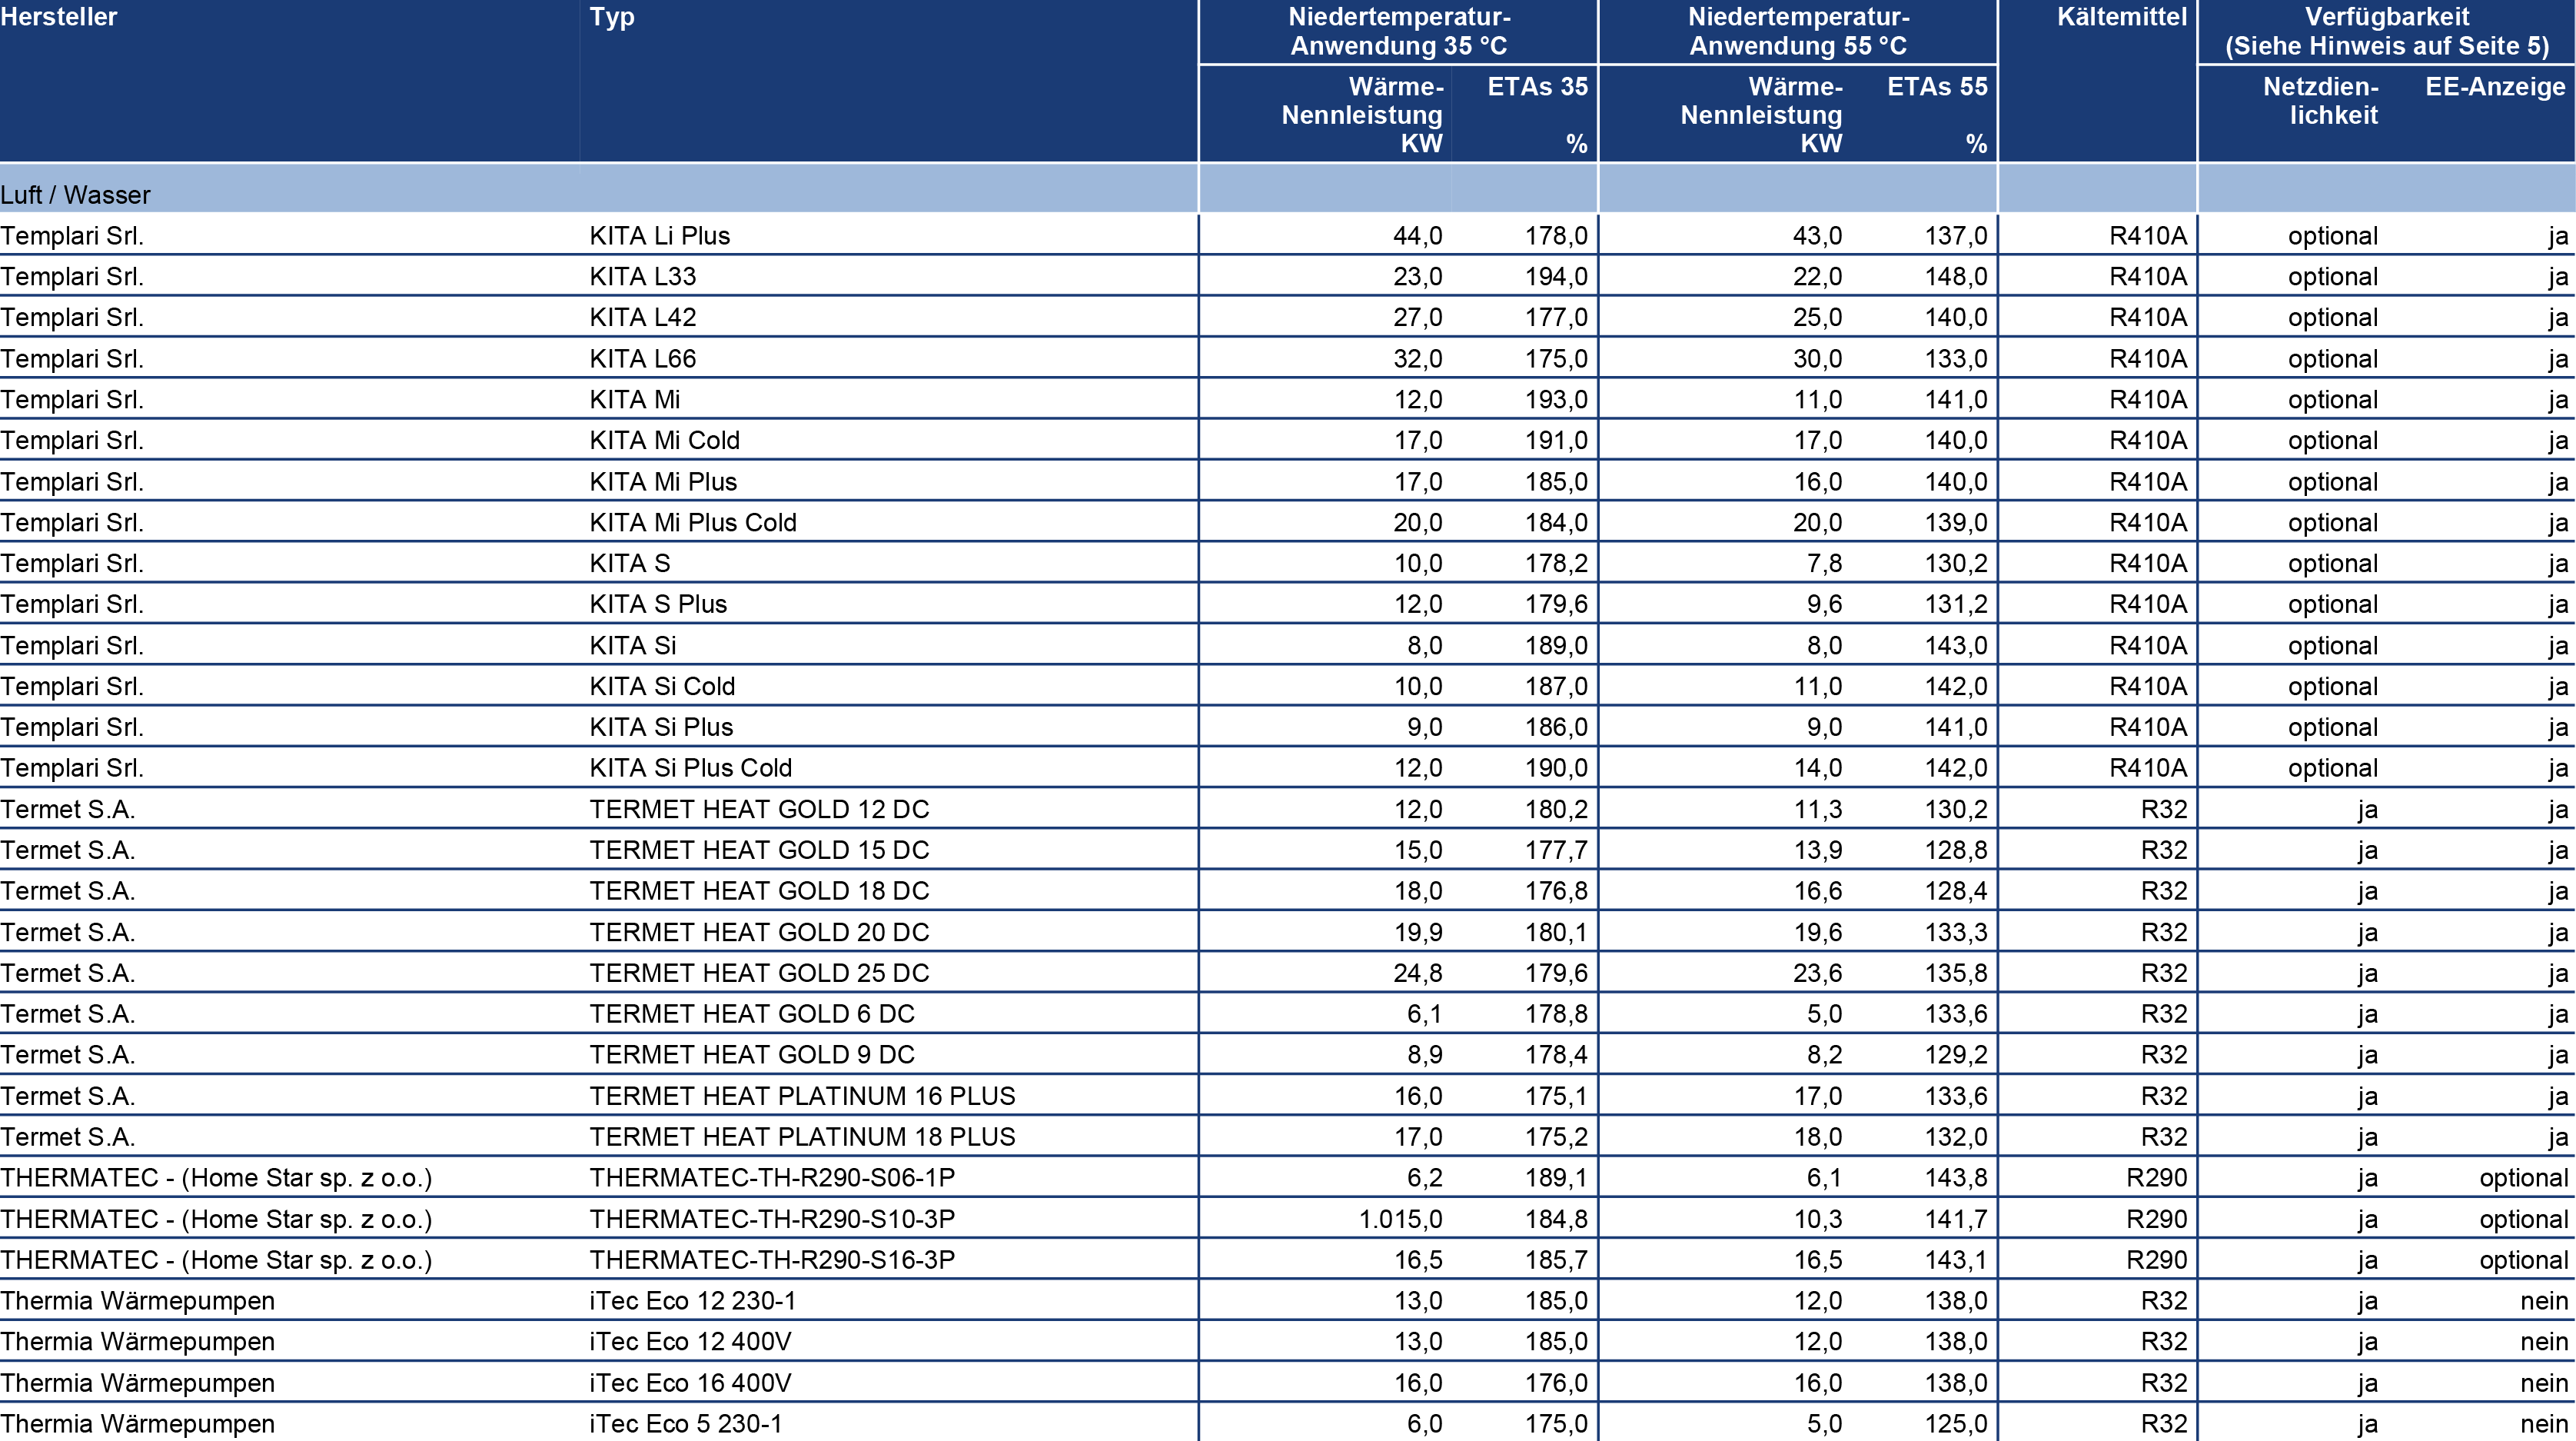 Hersteller Typ Niedertemperatur- Niedertemperatur- Kältemittel Verfügbarkeit
Anwendung 35 °C Anwendung 55 °C (Siehe Hinweis auf Seite 5)
Wärme- ETAs 35 Wärme- ETAs 55 Netzdien- EE-Anzeige
Nennleistung Nennleistung lichkeit
KW % KW %
Luft / Wasser
Templari Srl. KITA Li Plus 44,0 178,0 43,0 137,0 R410A optional ja
Templari Srl. KITA L33 23,0 194,0 22,0 148,0 R410A optional ja
Templari Srl. KITA L42 27,0 177,0 25,0 140,0 R410A optional ja
Templari Srl. KITA L66 32,0 175,0 30,0 133,0 R410A optional ja
Templari Srl. KITA Mi 12,0 193,0 11,0 141,0 R410A optional ja
Templari Srl. KITA Mi Cold 17,0 191,0 17,0 140,0 R410A optional ja
Templari Srl. KITA Mi Plus 17,0 185,0 16,0 140,0 R410A optional ja
Templari Srl. KITA Mi Plus Cold 20,0 184,0 20,0 139,0 R410A optional ja
Templari Srl. KITA S 10,0 178,2 7,8 130,2 R410A optional ja
Templari Srl. KITA S Plus 12,0 179,6 9,6 131,2 R410A optional ja
Templari Srl. KITA Si 8,0 189,0 8,0 143,0 R410A optional ja
Templari Srl. KITA Si Cold 10,0 187,0 11,0 142,0 R410A optional ja
Templari Srl. KITA Si Plus 9,0 186,0 9,0 141,0 R410A optional ja
Templari Srl. KITA Si Plus Cold 12,0 190,0 14,0 142,0 R410A optional ja
Termet S.A. TERMET HEAT GOLD 12 DC 12,0 180,2 11,3 130,2 R32 ja ja
Termet S.A. TERMET HEAT GOLD 15 DC 15,0 177,7 13,9 128,8 R32 ja ja
Termet S.A. TERMET HEAT GOLD 18 DC 18,0 176,8 16,6 128,4 R32 ja ja
Termet S.A. TERMET HEAT GOLD 20 DC 19,9 180,1 19,6 133,3 R32 ja ja
Termet S.A. TERMET HEAT GOLD 25 DC 24,8 179,6 23,6 135,8 R32 ja ja
Termet S.A. TERMET HEAT GOLD 6 DC 6,1 178,8 5,0 133,6 R32 ja ja
Termet S.A. TERMET HEAT GOLD 9 DC 8,9 178,4 8,2 129,2 R32 ja ja
Termet S.A. TERMET HEAT PLATINUM 16 PLUS 16,0 175,1 17,0 133,6 R32 ja ja
Termet S.A. TERMET HEAT PLATINUM 18 PLUS 17,0 175,2 18,0 132,0 R32 ja ja
THERMATEC - (Home Star sp. z o.o.) THERMATEC-TH-R290-S06-1P 6,2 189,1 6,1 143,8 R290 ja optional
THERMATEC - (Home Star sp. z o.o.) THERMATEC-TH-R290-S10-3P 1.015,0 184,8 10,3 141,7 R290 ja optional
THERMATEC - (Home Star sp. z o.o.) THERMATEC-TH-R290-S16-3P 16,5 185,7 16,5 143,1 R290 ja optional
Thermia Wärmepumpen iTec Eco 12 230-1 13,0 185,0 12,0 138,0 R32 ja nein
Thermia Wärmepumpen iTec Eco 12 400V 13,0 185,0 12,0 138,0 R32 ja nein
Thermia Wärmepumpen iTec Eco 16 400V 16,0 176,0 16,0 138,0 R32 ja nein
Thermia Wärmepumpen iTec Eco 5 230-1 6,0 175,0 5,0 125,0 R32 ja nein